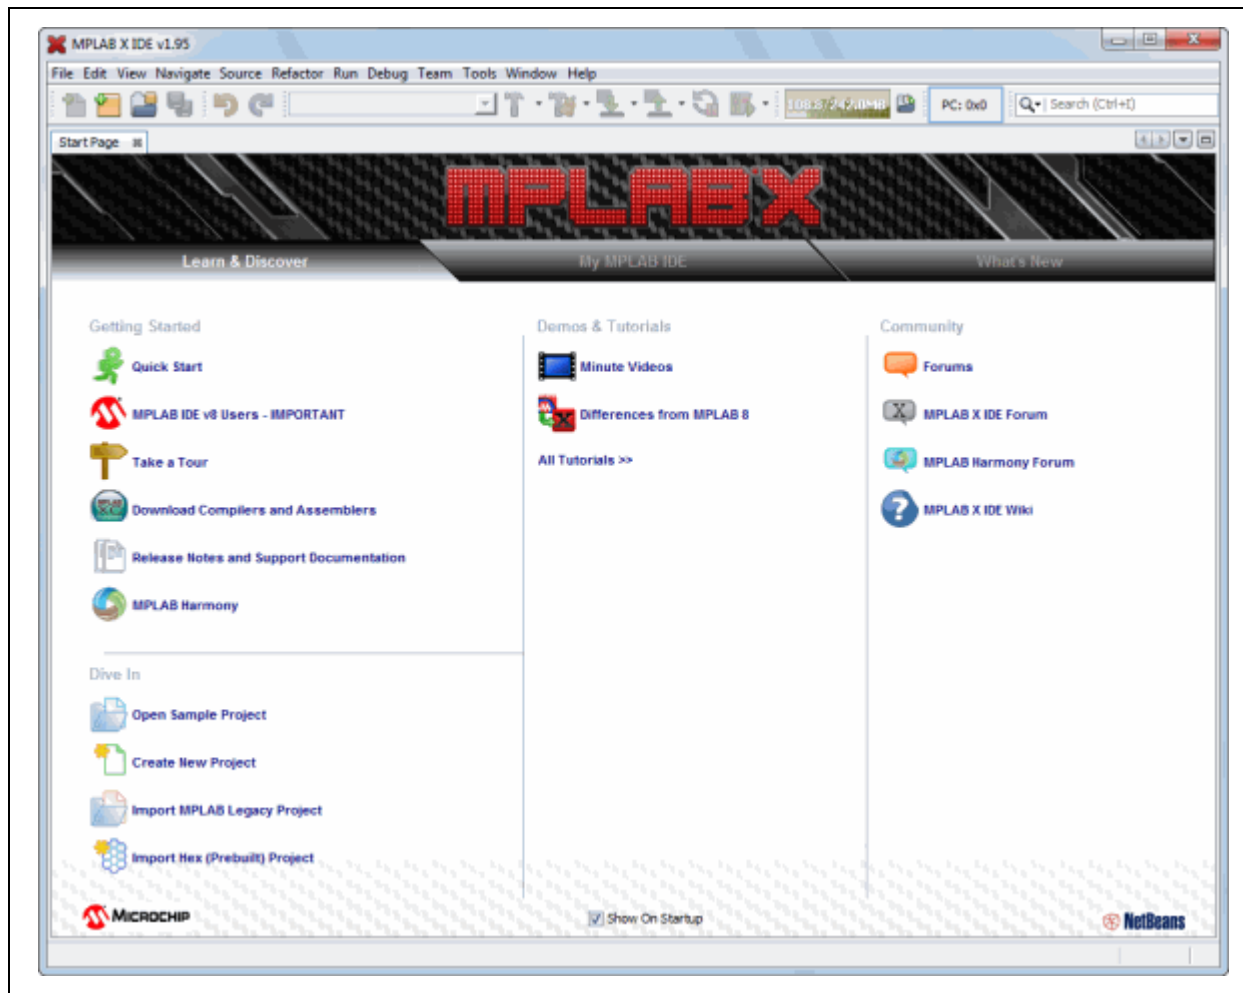 MPLAB X IDE v1.95
File Edit View Navigate Source Refactor Run Debug Team Tools Window Help
PC: 0x0
Search (Ctrl+I)
Start Page
MPLAB X
Learn & Discover
My MPLAB IDE
What's New
Getting Started
Quick Start
MPLAB IDE v8 Users - IMPORTANT
Take a Tour
Download Compilers and Assemblers
Release Notes and Support Documentation
MPLAB Harmony
Dive In
Open Sample Project
Create New Project
Import MPLAB Legacy Project
Import Hex (Prebuilt) Project
Demos & Tutorials
Minute Videos
Differences from MPLAB 8
All Tutorials >>
Community
Forums
MPLAB X IDE Forum
MPLAB Harmony Forum
MPLAB X IDE Wiki
MICROCHIP
Show On Startup
NetBeans